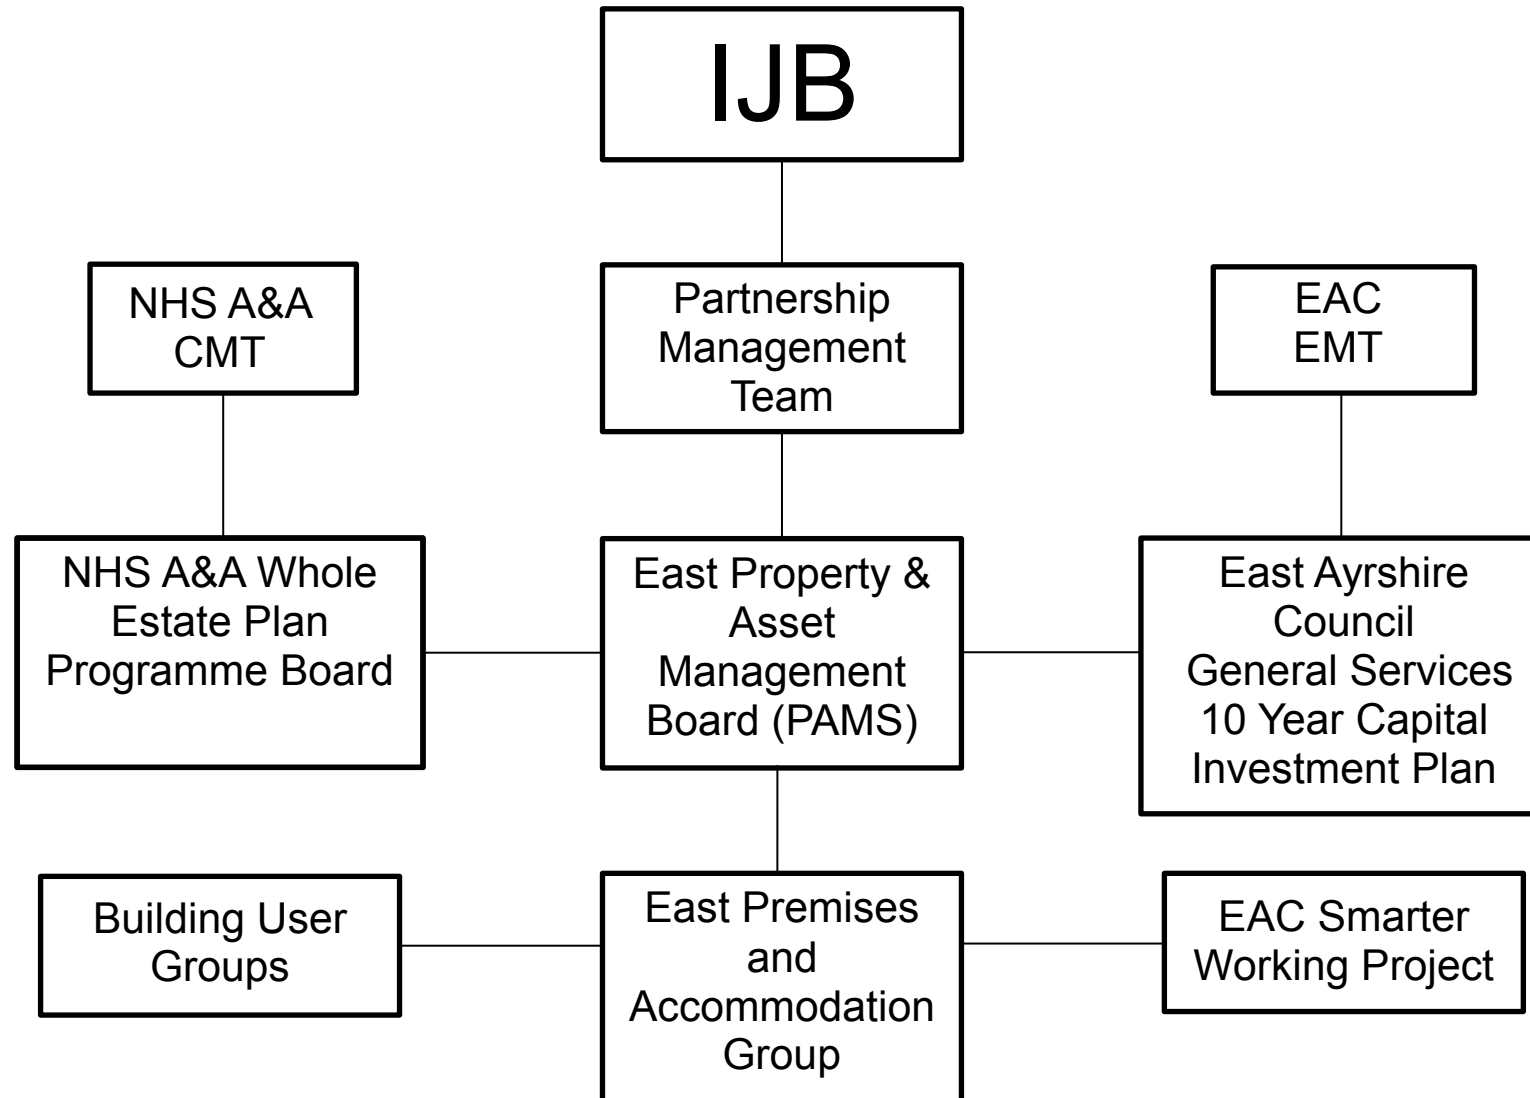 IJB
NHS A&A
CMT
Partnership
Management
Team
EAC
EMT
NHS A&A Whole
Estate Plan
Programme Board
East Property &
Asset
Management
Board (PAMS)
East Ayrshire
Council
General Services
10 Year Capital
Investment Plan
Building User
Groups
East Premises
and
Accommodation
Group
EAC Smarter
Working Project